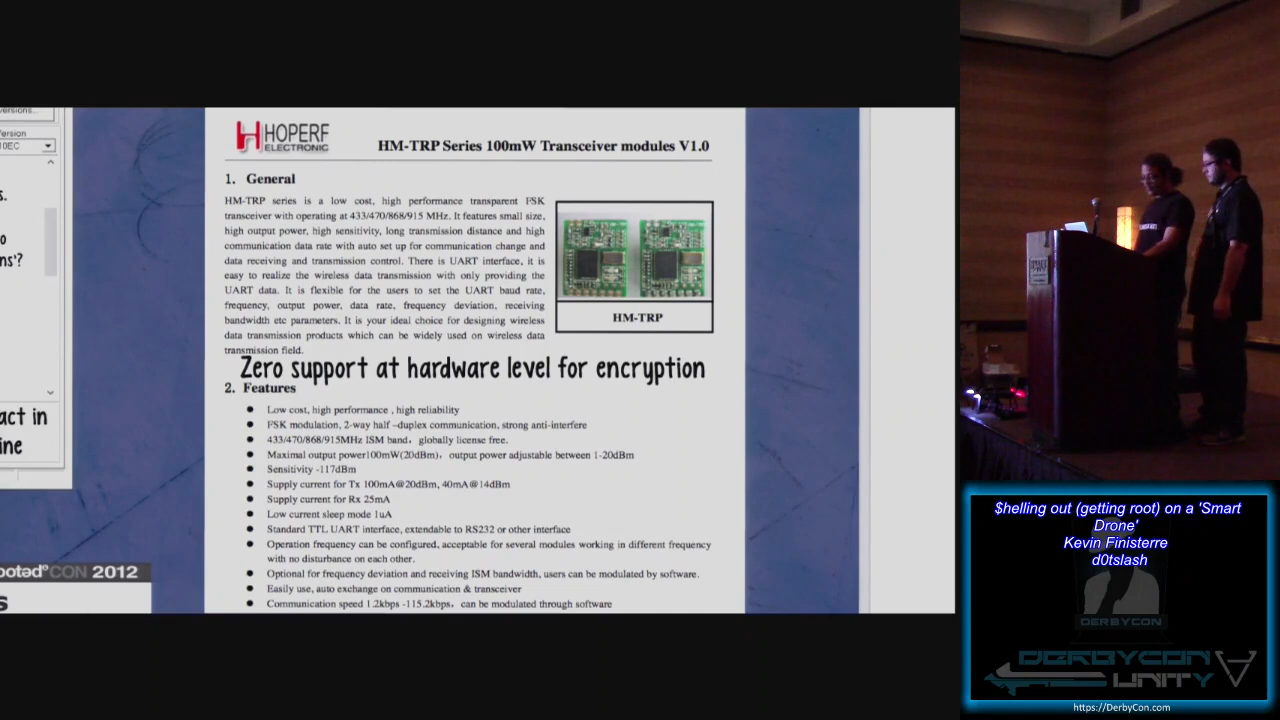 ersions...
ersion
10EC
s.
o
ns'?
act in
ine
ooted CON 2012
s
HOPERF
ELECTRONIC
HM-TRP Series 100mW Transceiver modules V1.0
1. General
HM-TRP series is a low cost, high performance transparent FSK
transceiver with operating at 433/470/868/915 MHz. It features small size,
high output power, high sensitivity, long transmission distance and high
communication data rate with auto set up for communication change and
data receiving and transmission control. There is UART interface, it is
easy to realize the wireless data transmission with only providing the
UART data. It is flexible for the users to set the UART baud rate,
frequency, output power, data rate, frequency deviation, receiving
bandwidth etc parameters. It is your ideal choice for designing wireless
data transmission products which can be widely used on wireless data
transmission field.
HM-TRP
Zero support at hardware level for encryption
2. Features
● Low cost, high performance , high reliability
● FSK modulation, 2-way half –duplex communication, strong anti-interfere
● 433/470/868/915MHz ISM band，globally license free.
● Maximal output power100mW(20dBm)，output power adjustable between 1-20dBm
● Sensitivity -117dBm
● Supply current for Tx 100mA@20dBm, 40mA@14dBm
● Supply current for Rx 25mA
● Low current sleep mode 1uA
● Standard TTL UART interface, extendable to RS232 or other interface
● Operation frequency can be configured, acceptable for several modules working in different frequency
with no disturbance on each other.
● Optional for frequency deviation and receiving ISM bandwidth, users can be modulated by software.
● Easily use, auto exchange on communication & transceiver
● Communication speed 1.2kbps -115.2kbps，can be modulated through software
$helling out (getting root) on a 'Smart
Drone'
Kevin Finisterre
d0tslash
DERBYCON
DERBYCON
UNITY
https://DerbyCon.com